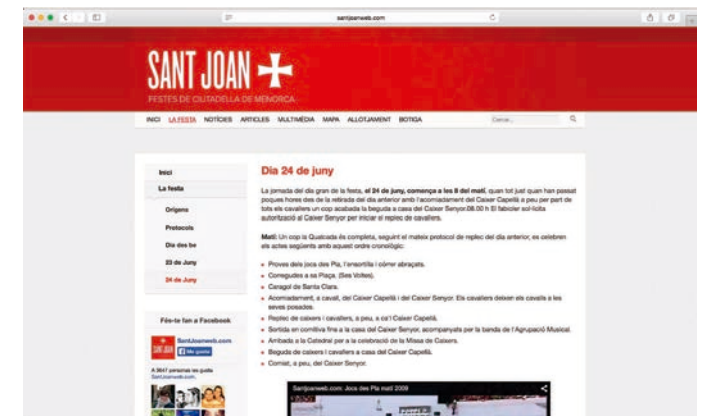 santjoanweb.com
SANT JOAN
FESTES DE CIUTADELLA DE MENORCA
INICI LA FESTA NOTÍCIES ARTICLES MULTIMÈDIA MAPA ALLOTJAMENT BOTIGA Cercar...
Inici
La festa
Orígens
Protocols
Dia des be
23 de Juny
24 de Juny
Dia 24 de juny
La jornada del dia gran de la festa, el 24 de juny, comença a les 8 del matí, quan tot just quan han passat
poques hores des de la retirada del dia anterior amb l'acomiadament del Caixer Capellà a peu per part de
tots els cavallers un cop acabada la beguda a casa del Caixer Senyor.08.00 h El fabioler sol·licita
autorització al Caixer Senyor per iniciar el replec de cavallers.
Matí: Un cop la Qualcada és completa, seguint el mateix protocol de replec del dia anterior, es celebren
els actes següents amb aquest ordre cronològic:
Proves dels jocs des Pla, l'ensortilla i córrer abraçats.
Corregudes a sa Plaça. (Ses Voltes).
Caragol de Santa Clara.
Acomiadament, a cavall, del Caixer Capellà i del Caixer Senyor. Els cavallers deixen els cavalls a les
seves posades.
Replec de caixers i cavallers, a peu, a ca'l Caixer Capellà.
Sortida en comitiva fins a la casa del Caixer Senyor, acompanyats per la banda de l'Agrupació Musical.
Arribada a la Catedral per a la celebració de la Missa de Caixers.
Beguda de caixers i cavallers a casa del Caixer Capellà.
Comiat, a peu, del Caixer Senyor.
Fés-te fan a Facebook
SANT JOAN
SantJoanweb.com
Me gusta
A 9647 personas les gusta
SantJoanweb.com.
Santjoanweb.com: Jocs des Pla matí 2009